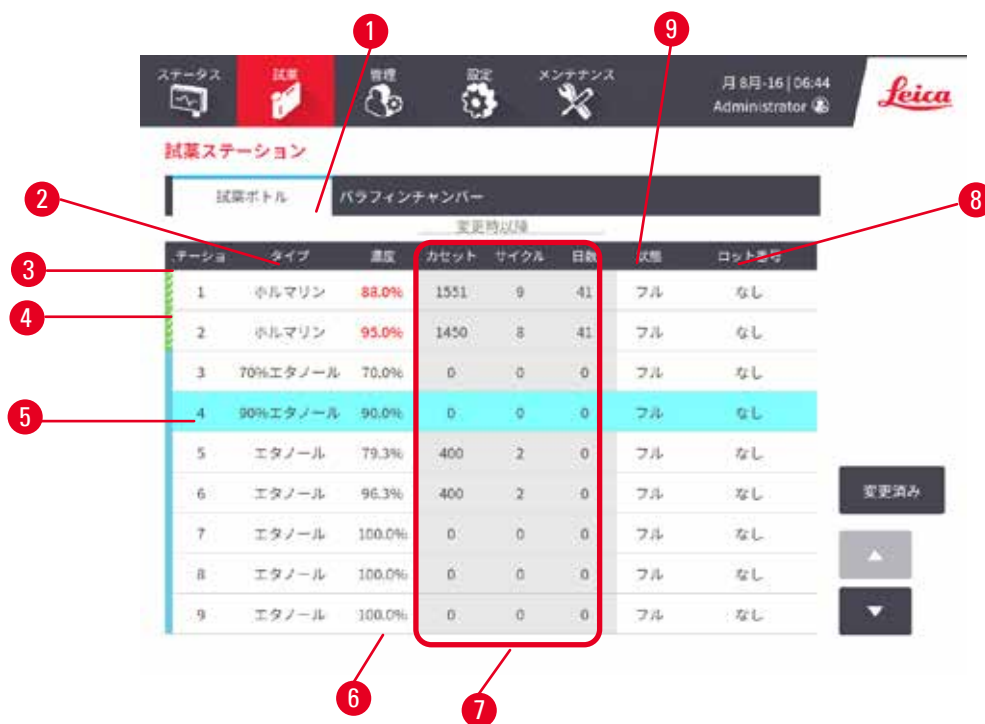 1
9
ステータス 試薬 管理 設定 メンテナンス
月 8月-16 | 06:44
Administrator
Leica
試薬ステーション
試薬ボトル パラフィンチャンバー
2
8
変更時以降
テーショ タイプ 濃度 カセット サイクル 日数 状態 ロット番号
3
1 ホルマリン 88.0% 1551 9 41 フル なし
4
2 ホルマリン 95.0% 1450 8 41 フル なし
3 70%エタノール 70.0% 0 0 0 フル なし
5
4 90%エタノール 90.0% 0 0 0 フル なし
5 エタノール 79.3% 400 2 0 フル なし
6 エタノール 96.3% 400 2 0 フル なし
変更済み
7 エタノール 100.0% 0 0 0 フル なし
8 エタノール 100.0% 0 0 0 フル なし
9 エタノール 100.0% 0 0 0 フル なし
6
7